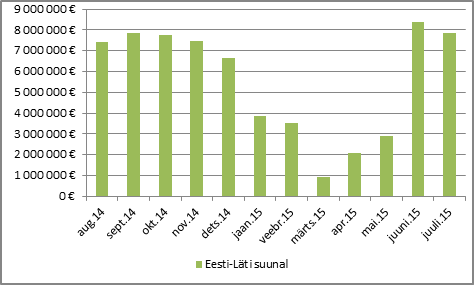 9 000 000 €
8 000 000 €
7 000 000 €
6 000 000 €
5 000 000 €
4 000 000 €
3 000 000 €
2 000 000 €
1 000 000 €
0 €
aug.14
sept.14
okt.14
nov.14
dets.14
jaan.15
veebr.15
märts.15
apr.15
mai.15
juuni.15
juuli.15
Eesti-Läti suunal